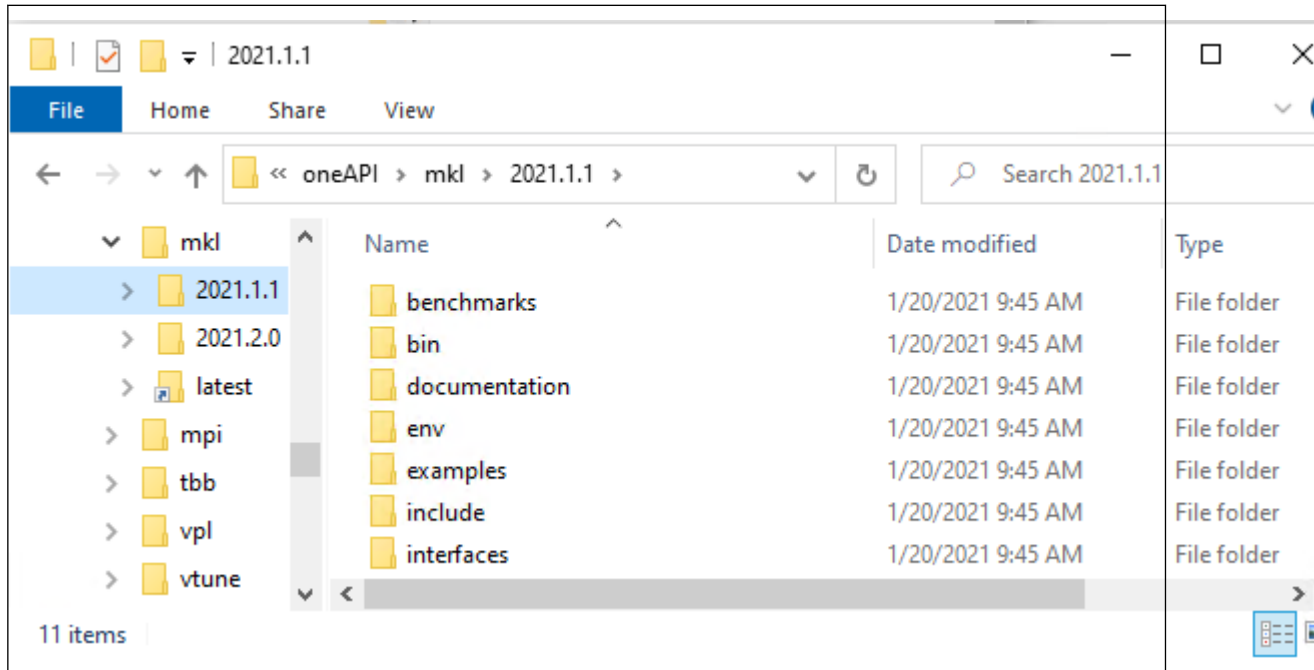 2021.1.1
File Home Share View
« oneAPI > mkl > 2021.1.1 > Search 2021.1.1
mkl
2021.1.1
2021.2.0
latest
mpi
tbb
vpl
vtune
Name Date modified Type
benchmarks 1/20/2021 9:45 AM File folder
bin 1/20/2021 9:45 AM File folder
documentation 1/20/2021 9:45 AM File folder
env 1/20/2021 9:45 AM File folder
examples 1/20/2021 9:45 AM File folder
include 1/20/2021 9:45 AM File folder
interfaces 1/20/2021 9:45 AM File folder
11 items